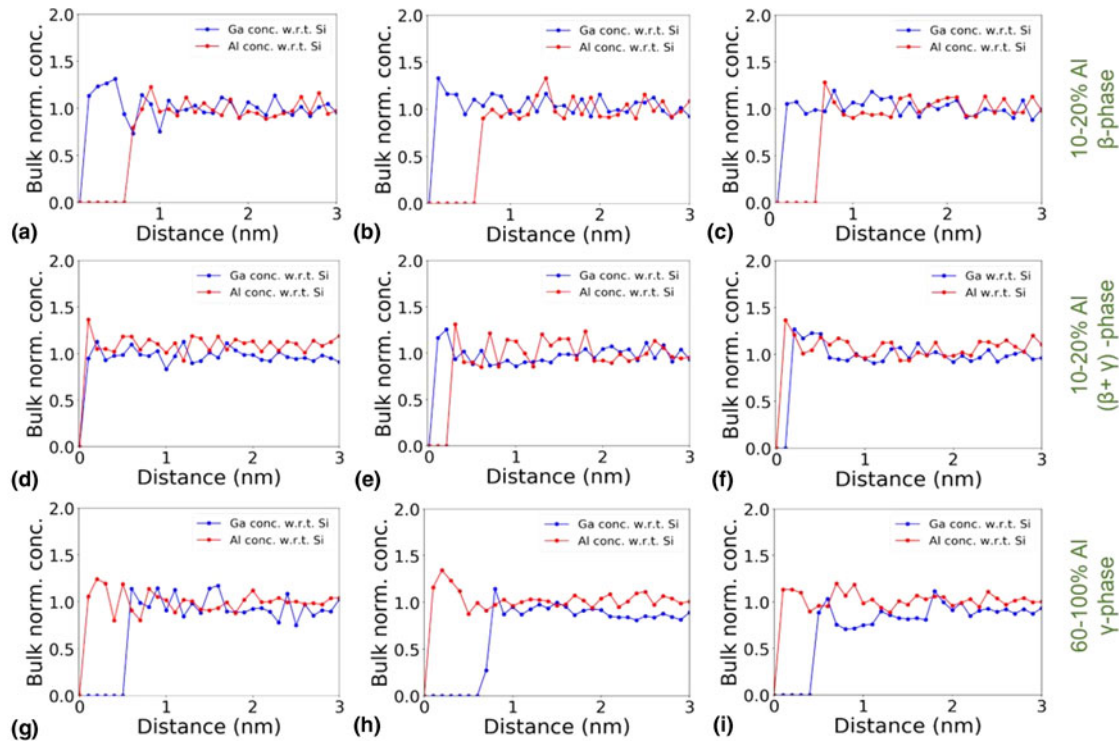 2.0
1.5
1.0
0.5
0.0
Bulk norm. conc.
Ga conc. w.r.t. Si
Al conc. w.r.t. Si
1
2
3
Distance (nm)
(a)
2.0
1.5
1.0
0.5
0.0
Bulk norm. conc.
Ga conc. w.r.t. Si
Al conc. w.r.t. Si
1
2
3
Distance (nm)
(b)
2.0
1.5
1.0
0.5
0.0
Bulk norm. conc.
Ga conc. w.r.t. Si
Al conc. w.r.t. Si
0
1
2
3
Distance (nm)
(c)
10-20% Al
β-phase
2.0
1.5
1.0
0.5
0.0
Bulk norm. conc.
Ga conc. w.r.t. Si
Al conc. w.r.t. Si
0
1
2
3
Distance (nm)
(d)
2.0
1.5
1.0
0.5
0.0
Bulk norm. conc.
Ga conc. w.r.t. Si
Al conc. w.r.t. Si
0
1
2
3
Distance (nm)
(e)
2.0
1.5
1.0
0.5
0.0
Bulk norm. conc.
Ga w.r.t. Si
Al w.r.t. Si
0
1
2
3
Distance (nm)
(f)
10-20% Al
(β+ γ) -phase
2.0
1.5
1.0
0.5
0.0
Bulk norm. conc.
Ga conc. w.r.t. Si
Al conc. w.r.t. Si
0
1
2
3
Distance (nm)
(g)
2.0
1.5
1.0
0.5
0.0
Bulk norm. conc.
Ga conc. w.r.t. Si
Al conc. w.r.t. Si
0
1
2
3
Distance (nm)
(h)
2.0
1.5
1.0
0.5
0.0
Bulk norm. conc.
Ga conc. w.r.t. Si
Al conc. w.r.t. Si
0
1
2
3
Distance (nm)
(i)
60-100% Al
γ-phase